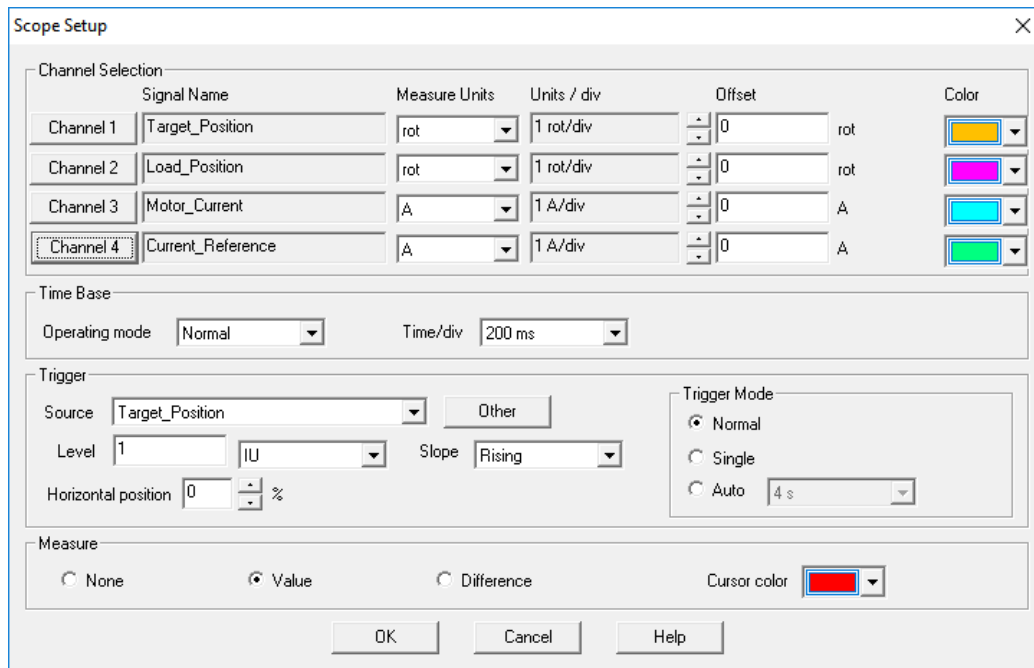 Scope Setup
Channel Selection
Signal Name Measure Units Units / div Offset Color
Channel 1 Target_Position rot 1 rot/div 0 rot
Channel 2 Load_Position rot 1 rot/div 0 rot
Channel 3 Motor_Current A 1 A/div 0 A
Channel 4 Current_Reference A 1 A/div 0 A
Time Base
Operating mode Normal Time/div 200 ms
Trigger
Source Target_Position Other
Level 1 IU Slope Rising
Horizontal position 0 %
Trigger Mode
Normal
Single
Auto 4 s
Measure
None Value Difference Cursor color
OK Cancel Help